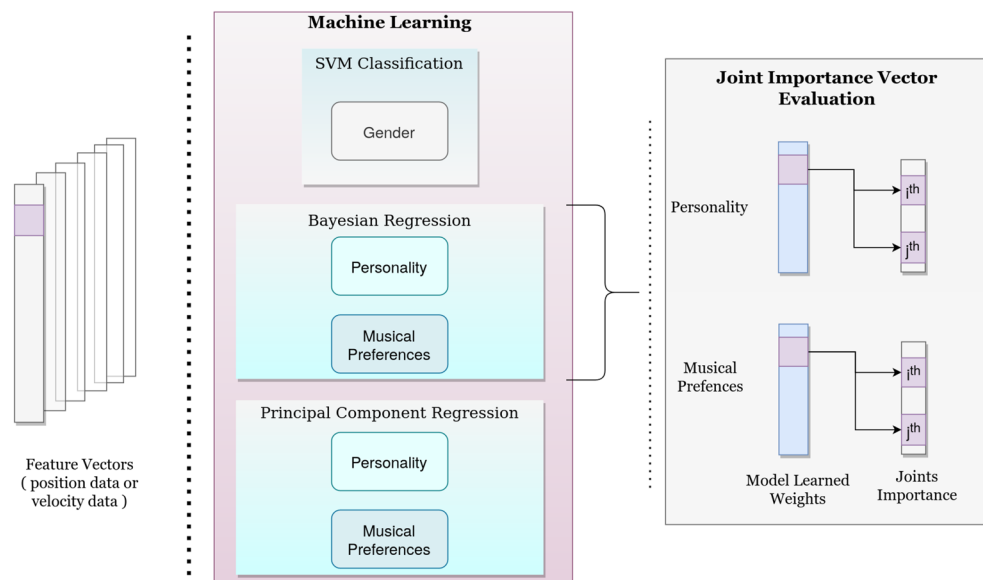 Machine Learning
SVM Classification
Gender
Bayesian Regression
Personality
Musical
Preferences
Principal Component Regression
Personality
Musical
Preferences
Feature Vectors
( position data or
velocity data )
Joint Importance Vector
Evaluation
Personality
ith
jth
Musical
Prefences
ith
jth
Model Learned
Weights
Joints
Importance